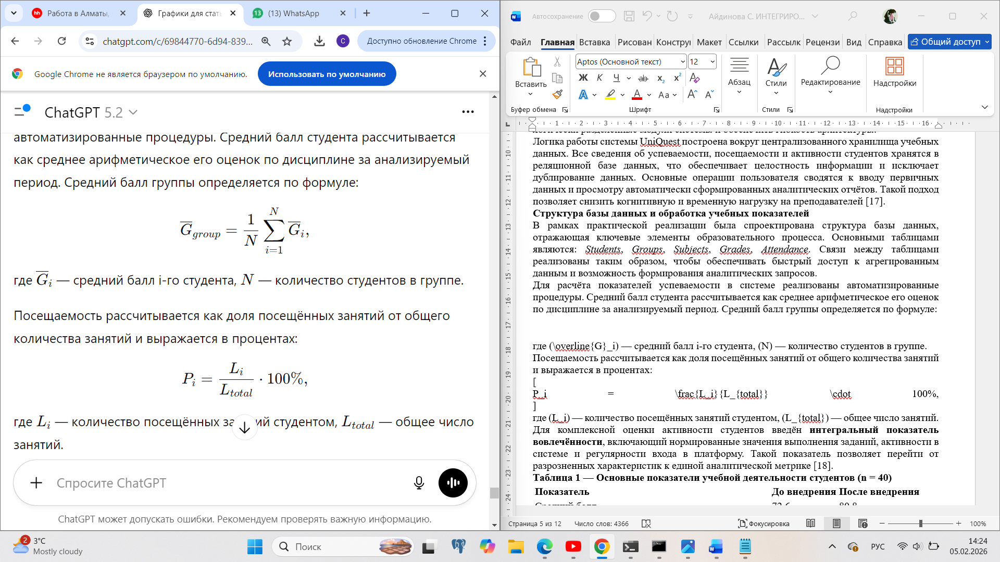 Работа в Алматы,
Графики для стать
13
(13) WhatsApp
chatgpt.com/c/69844770-6d94-839...
C
Доступно обновление Chrome
Google Chrome не является браузером по умолчанию.
Использовать по умолчанию
ChatGPT 5.2
автоматизированные процедуры. Средний балл студента рассчитывается
как среднее арифметическое его оценок по дисциплине за анализируемый
период. Средний балл группы определяется по формуле:
G̅_group = 1/N ∑_{i=1}^{N} G̅_i,
где G̅_i — средний балл i-го студента, N — количество студентов в группе.
Посещаемость рассчитывается как доля посещённых занятий от общего
количества занятий и выражается в процентах:
P_i = L_i / L_total · 100%,
где L_i — количество посещённых за ий студентом, L_total — общее число
занятий.
Спросите ChatGPT
ChatGPT может допускать ошибки. Рекомендуем проверять важную информацию.
Автосохранение
Айдинова С. ИНТЕГРИРО...
Файл Главная Вставка Рисован Констру Макет Ссылки Рассылк Рецензи Вид Справка Общий доступ
Вставить
Буфер обмена
Aptos (Основной текст) 12
Ж К Ч ab x₂ x² A
A A Aa A A
Шрифт
Абзац
Стили
Стили
Редактирование
Надстройки
Надстройки
1 2 3 4 5 6 7 8 9 10 11 12 13 14 15 16
10 11 12 13 14 15 16 17 18 19 20 21 22 23 24
Логика работы системы UniQuest построена вокруг централизованного хранилища учебных
данных. Все сведения об успеваемости, посещаемости и активности студентов хранятся в
реляционной базе данных, что обеспечивает целостность информации и исключает
дублирование данных. Основные операции пользователя сводятся к вводу первичных
данных и просмотру автоматически сформированных аналитических отчётов. Такой подход
позволяет снизить когнитивную и временную нагрузку на преподавателей [17].
Структура базы данных и обработка учебных показателей
В рамках практической реализации была спроектирована структура базы данных,
отражающая ключевые элементы образовательного процесса. Основными таблицами
являются: Students, Groups, Subjects, Grades, Attendance. Связи между таблицами
реализованы таким образом, чтобы обеспечивать быстрый доступ к агрегированным
данным и возможность формирования аналитических запросов.
Для расчёта показателей успеваемости в системе реализованы автоматизированные
процедуры. Средний балл студента рассчитывается как среднее арифметическое его оценок
по дисциплине за анализируемый период. Средний балл группы определяется по формуле:
где (\overline{G}_i) — средний балл i-го студента, (N) — количество студентов в группе.
Посещаемость рассчитывается как доля посещённых занятий от общего количества занятий
и выражается в процентах:
[
P_i = \frac{L_i}{L_{total}} \cdot 100%,
]
где (L_i) — количество посещённых занятий студентом, (L_{total}) — общее число занятий.
Для комплексной оценки активности студентов введён интегральный показатель
вовлечённости, включающий нормированные значения выполнения заданий, активности в
системе и регулярности входа в платформу. Такой показатель позволяет перейти от
разрозненных характеристик к единой аналитической метрике [18].
Таблица 1 — Основные показатели учебной деятельности студентов (n = 40)
Показатель До внедрения После внедрения
Страница 5 из 12 Число слов: 4366 Фокусировка 100%
2
3°C
Mostly cloudy
Поиск
РУС
14:24
05.02.2026